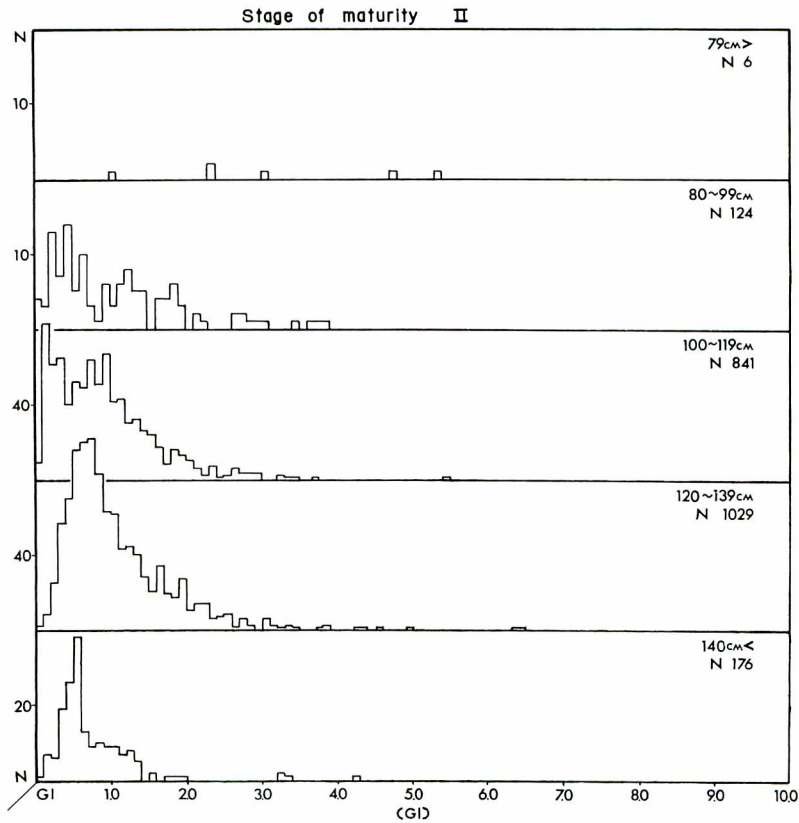 Stage of maturity II
N
79cm>
N 6
10
80~99cm
N 124
10
100~119cm
N 841
40
120~139cm
N 1029
40
140cm<
N 176
20
N
GI 1.0 2.0 3.0 4.0 5.0 6.0 7.0 8.0 9.0 10.0
(GI)